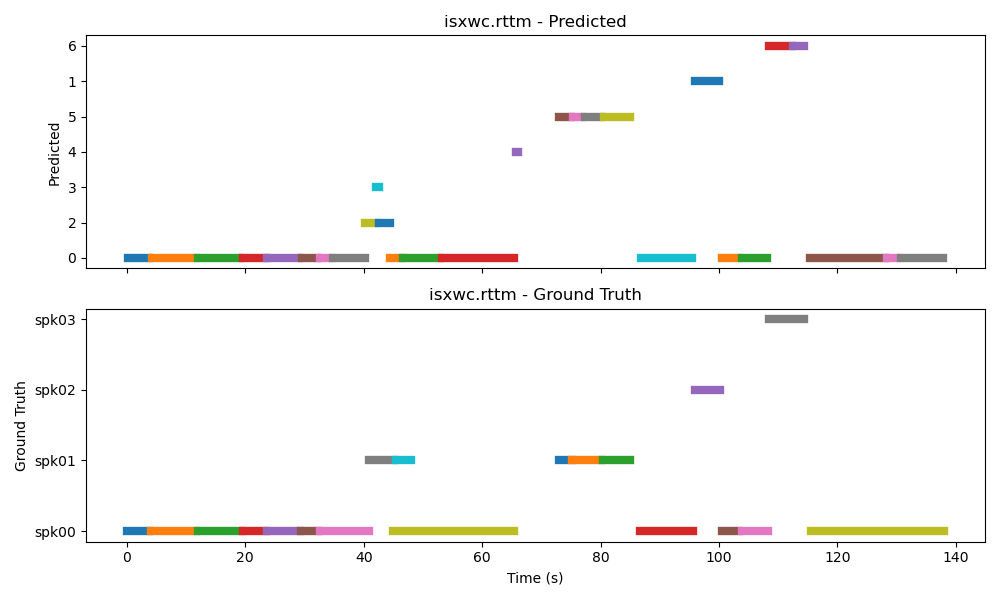 isxwc.rttm - Predicted
6
1
5
4
3
2
0
Predicted
isxwc.rttm - Ground Truth
spk03
spk02
spk01
spk00
Ground Truth
0 20 40 60 80 100 120 140
Time (s)